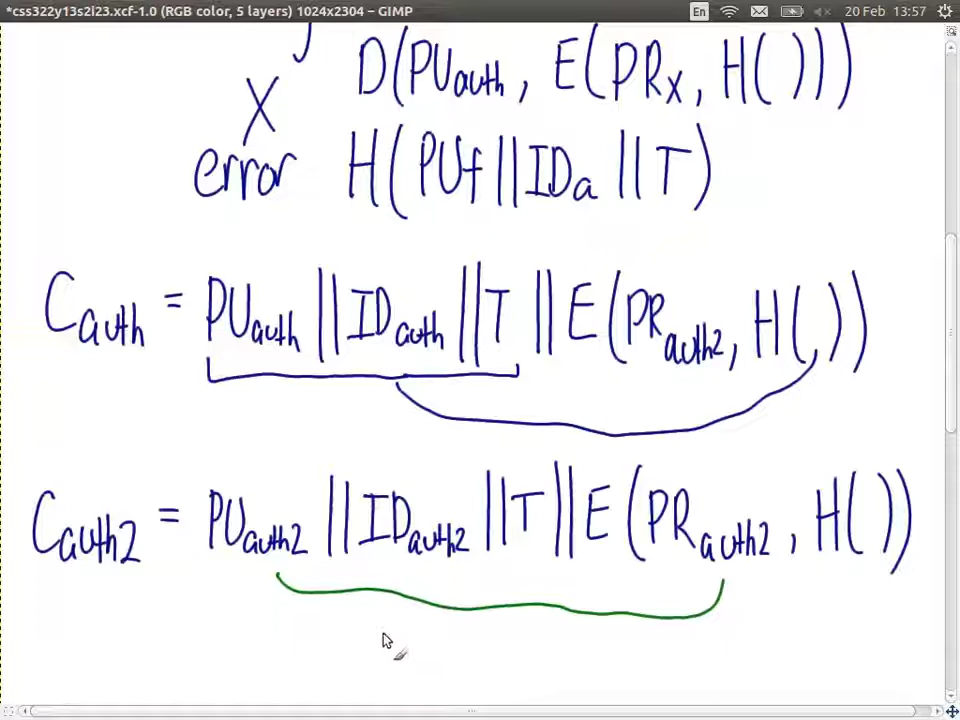 *css322y13s2i23.xcf-1.0 (RGB color, 5 layers) 1024x2304 – GIMP En 20 Feb 13:57
D(PUauth, E(PRx, H()))
X
error H(PUf||IDa||T)
Cauth = PUauth||IDauth||T||E(PRauth2, H(,))
Cauth2 = PUauth2||IDauth2||T||E(PRauth2, H())